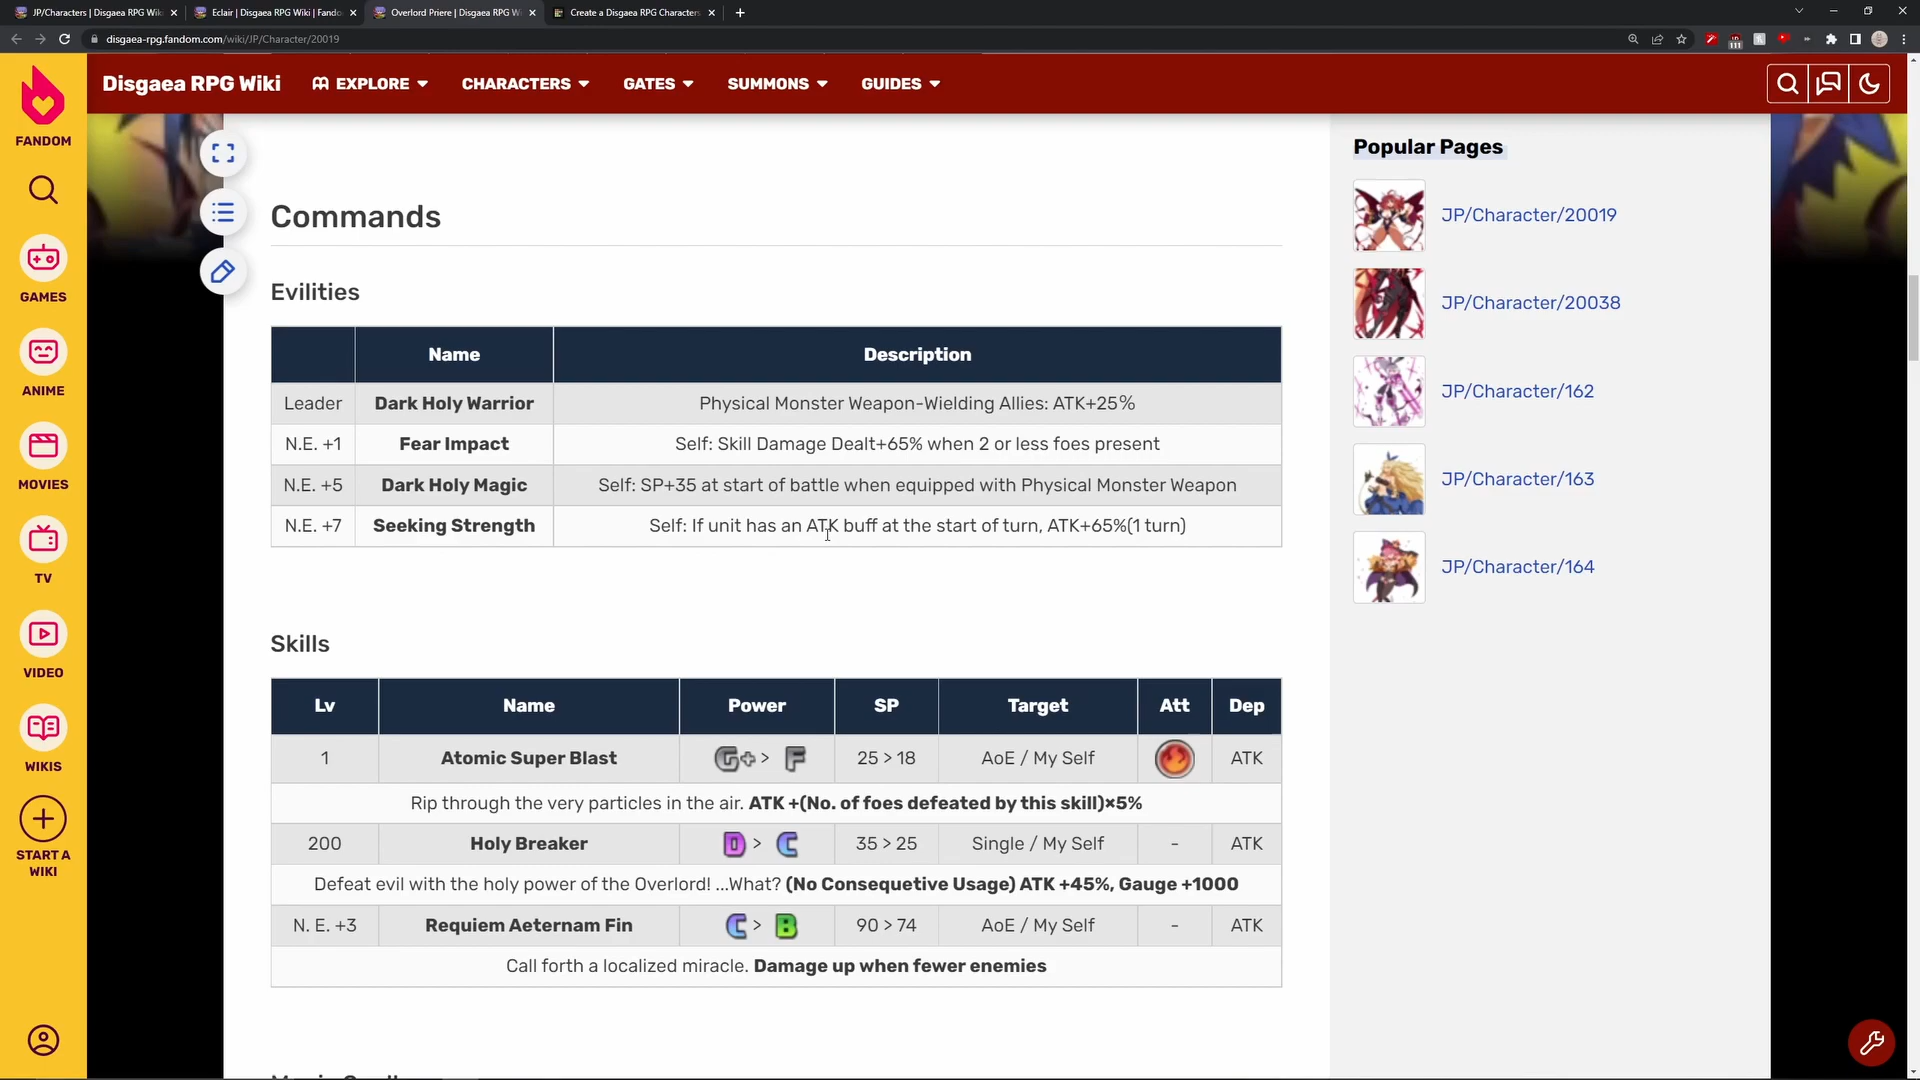 JP/Characters | Disgaea RPG Wiki
Eclair | Disgaea RPG Wiki | Fando
Overlord Priere | Disgaea RPG W
Create a Disgaea RPG Characters
disgaea-rpg.fandom.com/wiki/JP/Character/20019
111
Disgaea RPG Wiki
EXPLORE
CHARACTERS
GATES
SUMMONS
GUIDES
FANDOM
GAMES
ANIME
MOVIES
TV
VIDEO
WIKIS
START A
WIKI
Commands
Evilities
Name Description
Leader Dark Holy Warrior Physical Monster Weapon-Wielding Allies: ATK+25%
N.E. +1 Fear Impact Self: Skill Damage Dealt+65% when 2 or less foes present
N.E. +5 Dark Holy Magic Self: SP+35 at start of battle when equipped with Physical Monster Weapon
N.E. +7 Seeking Strength Self: If unit has an ATK buff at the start of turn, ATK+65%(1 turn)
Skills
Lv Name Power SP Target Att Dep
1 Atomic Super Blast G+ > F 25 > 18 AoE / My Self ATK
Rip through the very particles in the air. ATK +(No. of foes defeated by this skill)×5%
200 Holy Breaker D > C 35 > 25 Single / My Self - ATK
Defeat evil with the holy power of the Overlord! ...What? (No Consequetive Usage) ATK +45%, Gauge +1000
N. E. +3 Requiem Aeternam Fin C > B 90 > 74 AoE / My Self - ATK
Call forth a localized miracle. Damage up when fewer enemies
Popular Pages
JP/Character/20019
JP/Character/20038
JP/Character/162
JP/Character/163
JP/Character/164